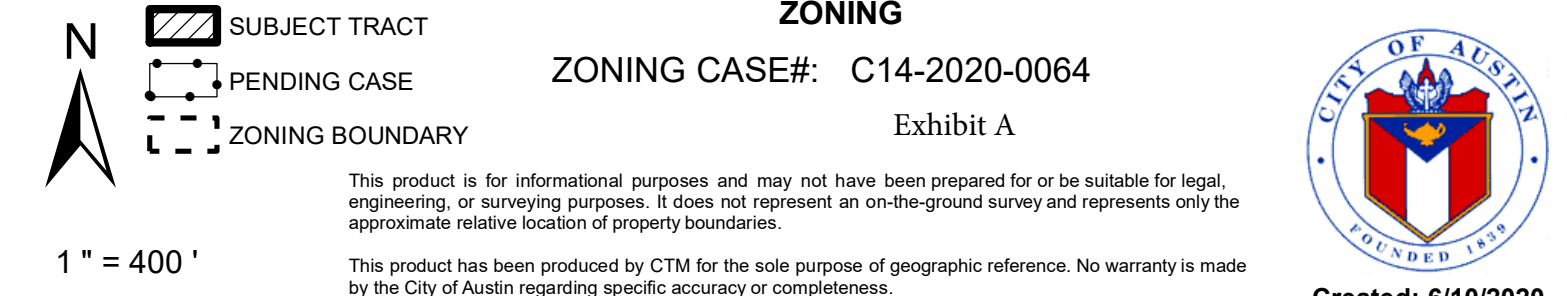 ZONING
N
SUBJECT TRACT
PENDING CASE
ZONING BOUNDARY
1 " = 400 '
ZONING CASE#: C14-2020-0064
Exhibit A
This product is for informational purposes and may not have been prepared for or be suitable for legal,
engineering, or surveying purposes. It does not represent an on-the-ground survey and represents only the
approximate relative location of property boundaries.
This product has been produced by CTM for the sole purpose of geographic reference. No warranty is made
by the City of Austin regarding specific accuracy or completeness.
CITY OF AUSTIN
FOUNDED 1839
Created: 6/10/2020